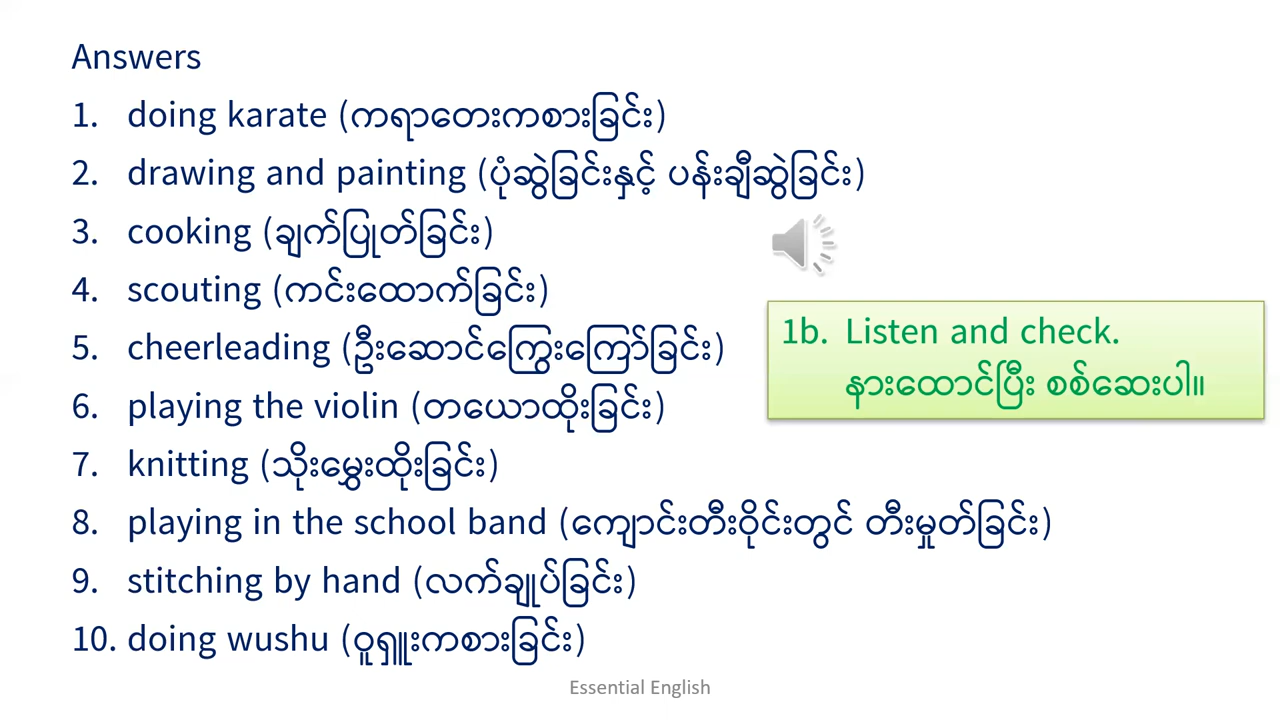 Answers
1. doing karate (ကရာတေးကစားခြင်း)
2. drawing and painting (ပုံဆွဲခြင်းနှင့် ပန်းချီဆွဲခြင်း)
3. cooking (ချက်ပြုတ်ခြင်း)
4. scouting (ကင်းထောက်ခြင်း)
5. cheerleading (ဦးဆောင်ကြွေးကြော်ခြင်း)
6. playing the violin (တယောထိုးခြင်း)
7. knitting (သိုးမွှေးထိုးခြင်း)
8. playing in the school band (ကျောင်းတီးဝိုင်းတွင် တီးမှုတ်ခြင်း)
9. stitching by hand (လက်ချုပ်ခြင်း)
10. doing wushu (ဝူရှူးကစားခြင်း)
1b. Listen and check.
နားထောင်ပြီး စစ်ဆေးပါ။
Essential English